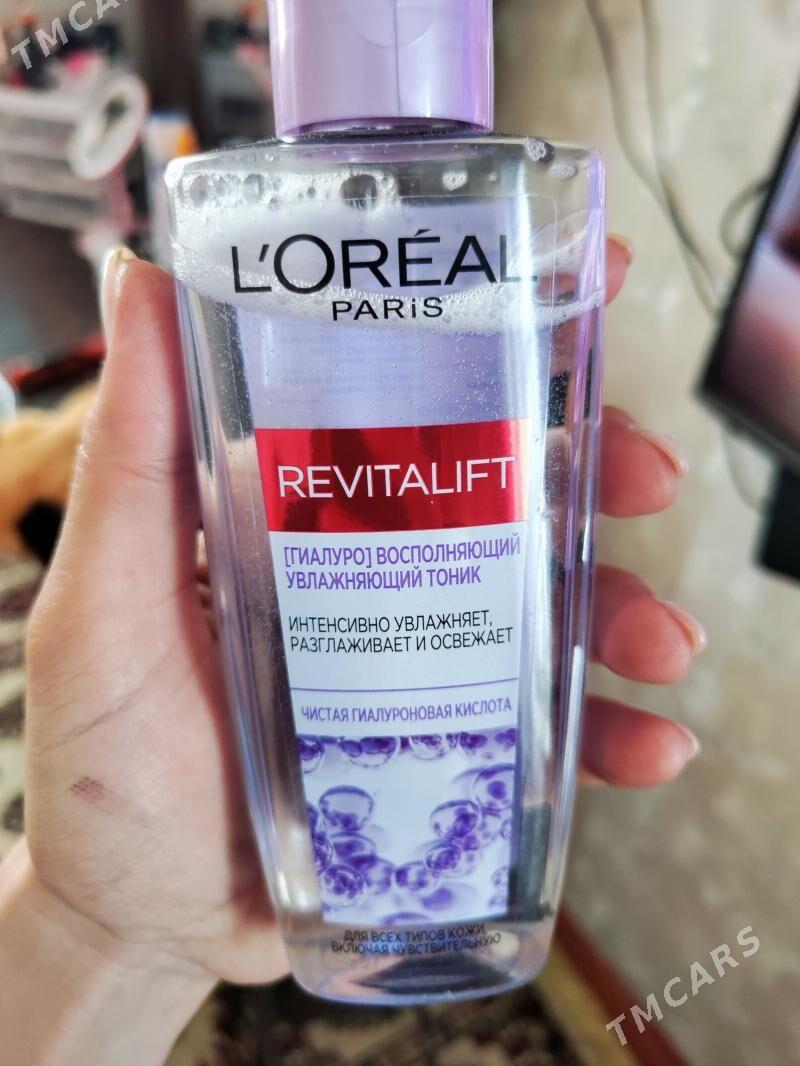 TMCARS
L'ORÉAL
PARiS
REVITALIFT
[ГИАЛУРО] ВОСПОЛНЯЮЩИЙ
УВЛАЖНЯЮЩИЙ ТОНИК
ИНТЕНСИВНО УВЛАЖНЯЕТ,
РАЗГЛАЖИВАЕТ И ОСВЕЖАЕТ
ЧИСТАЯ ГИАЛУРОНОВАЯ КИСЛОТА
ДЛЯ ВСЕХ ТИПОВ КОЖИ,
ВКЛЮЧАЯ ЧУВСТВИТЕЛЬНУЮ
TMCARS